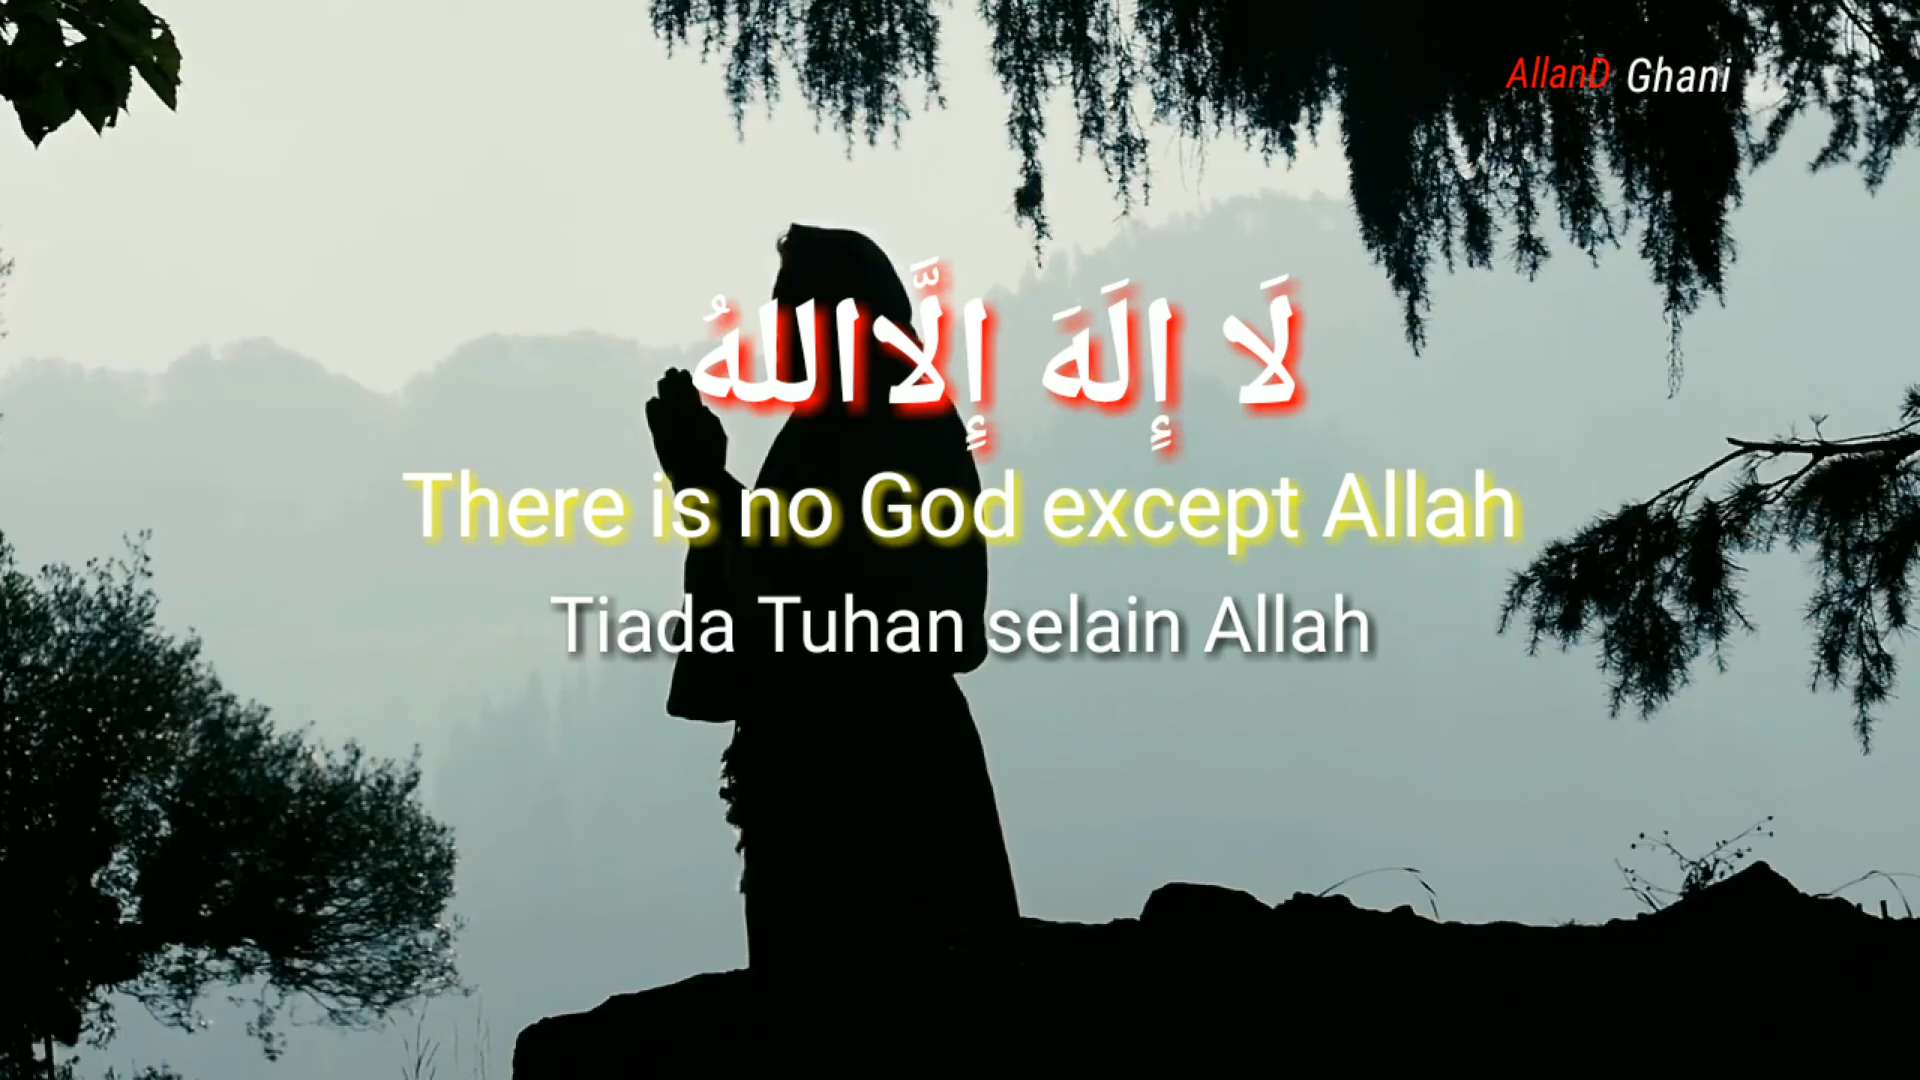 AllanD Ghani
لَا إِلَهَ إِلَّااللهُ
There is no God except Allah
Tiada Tuhan selain Allah